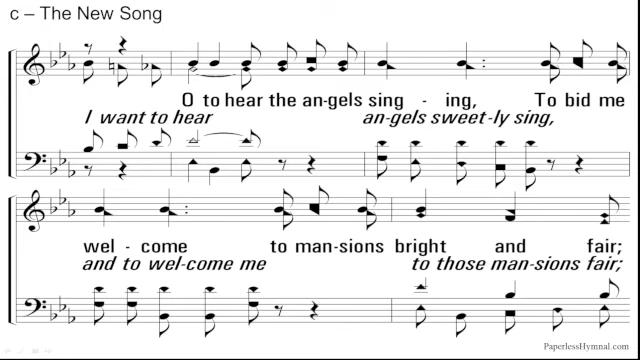 c – The New Song
O to hear the an-gels sing - ing, To bid me
I want to hear an-gels sweet-ly sing,
wel - come to man-sions bright and fair;
and to wel-come me to those man-sions fair;
PaperlessHymnal.com